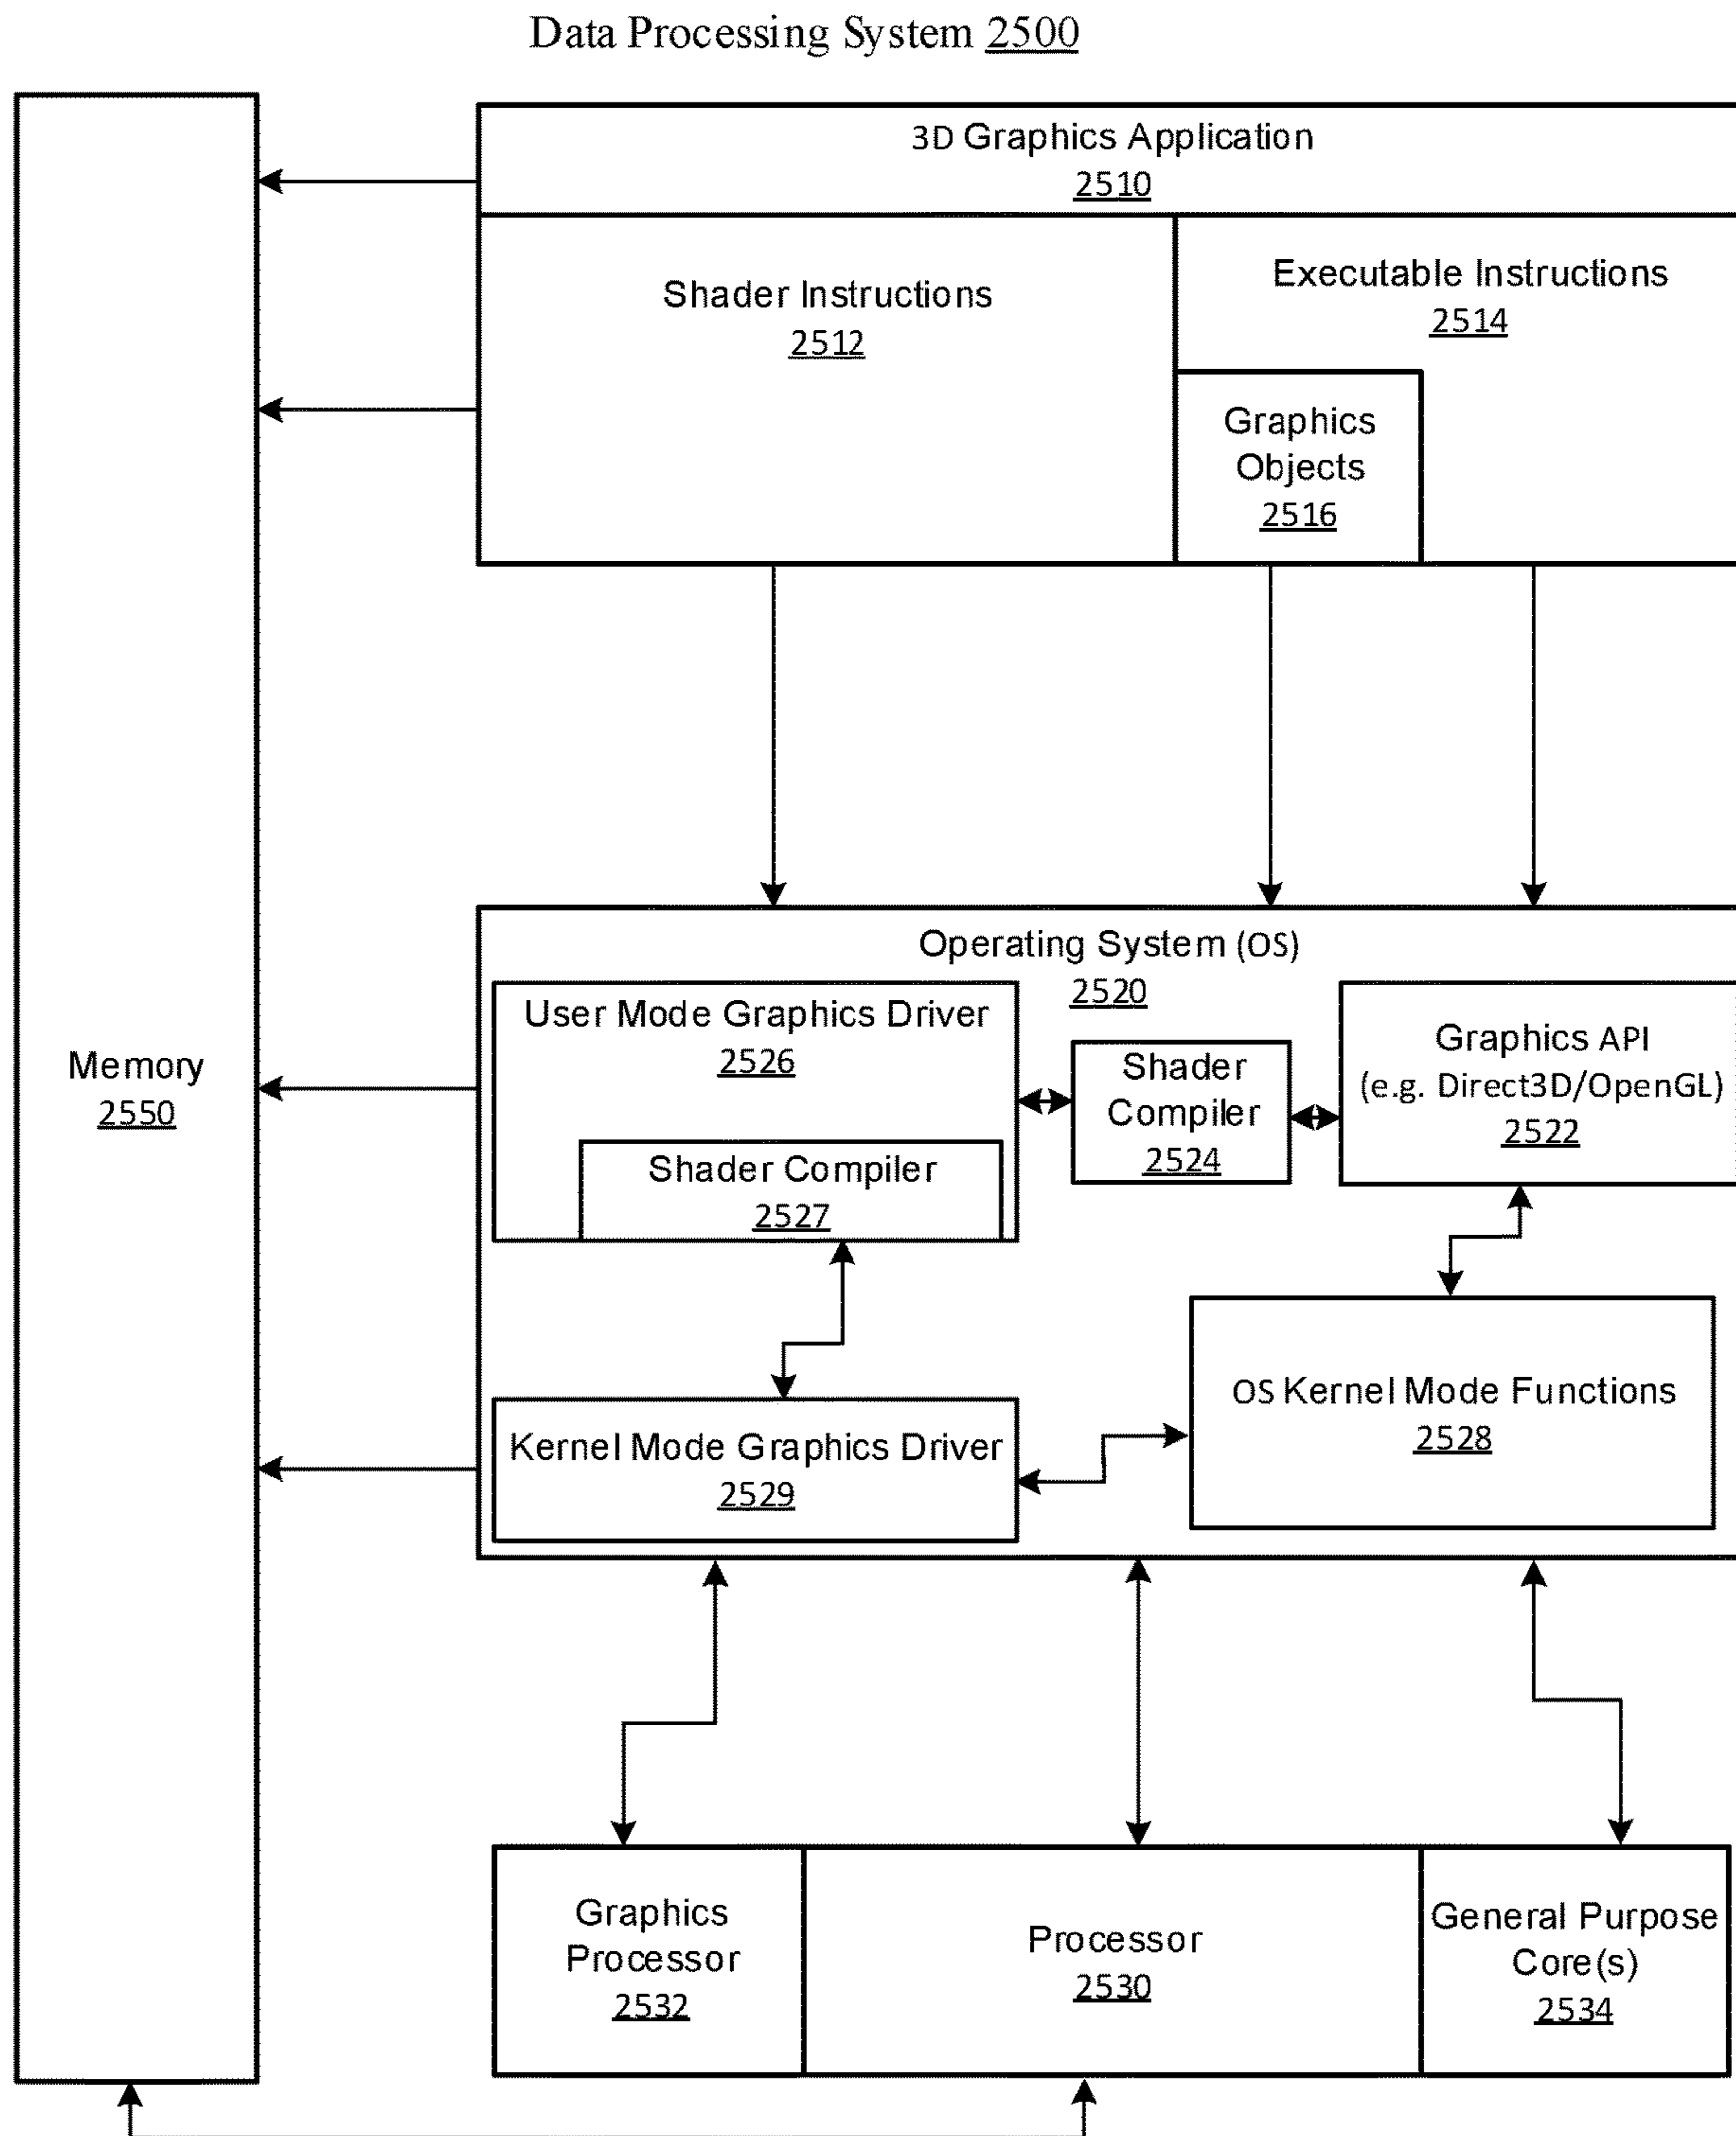 Data Processing System 2500
3D Graphics Application
2510
Shader Instructions
2512
Executable Instructions
2514
Graphics
Objects
2516
Memory
2550
Operating System (OS)
2520
User Mode Graphics Driver
2526
Shader Compiler
2527
Shader
Compiler
2524
Graphics API
(e.g. Direct3D/OpenGL)
2522
Kernel Mode Graphics Driver
2529
OS Kernel Mode Functions
2528
Graphics
Processor
2532
Processor
2530
General Purpose
Core(s)
2534